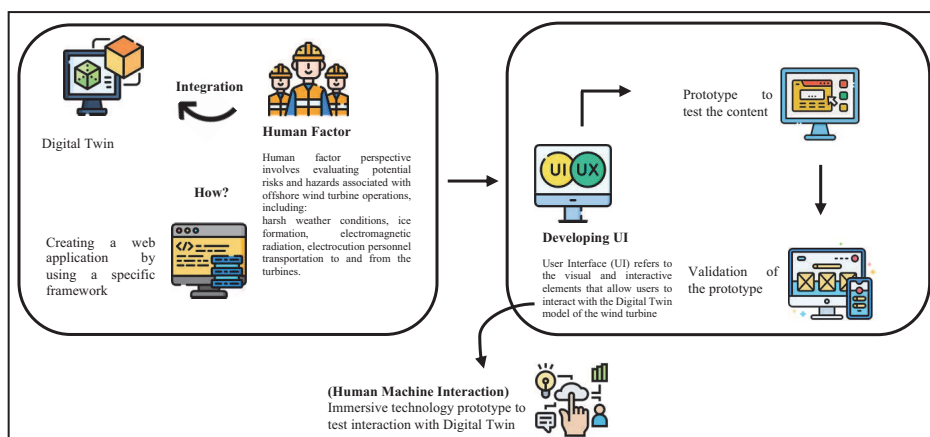 Integration
Digital Twin
Human Factor
Human factor perspective
involves evaluating potential
risks and hazards associated with
offshore wind turbine operations,
including:
harsh weather conditions, ice
formation, electromagnetic
radiation, electrocution personnel
transportation to and from the
turbines.
How?
Creating a web
application by
using a specific
framework
</>
UI UX
Developing UI
User Interface (UI) refers to
the visual and interactive
elements that allow users to
interact with the Digital Twin
model of the wind turbine
Prototype to
test the content
Validation of
the prototype
(Human Machine Interaction)
Immersive technology prototype to
test interaction with Digital Twin